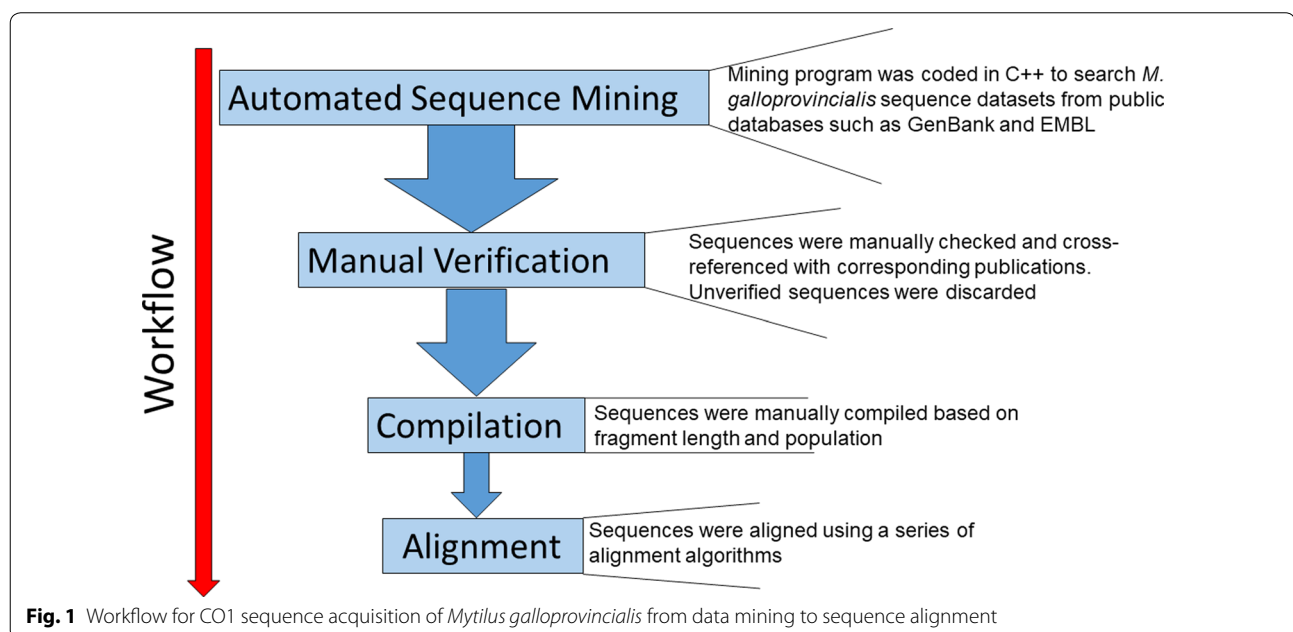 Workflow
Automated Sequence Mining
Mining program was coded in C++ to search M.
galloprovincialis sequence datasets from public
databases such as GenBank and EMBL
Manual Verification
Sequences were manually checked and cross-
referenced with corresponding publications.
Unverified sequences were discarded
Compilation
Sequences were manually compiled based on
fragment length and population
Alignment
Sequences were aligned using a series of
alignment algorithms
Fig. 1 Workflow for CO1 sequence acquisition of Mytilus galloprovincialis from data mining to sequence alignment